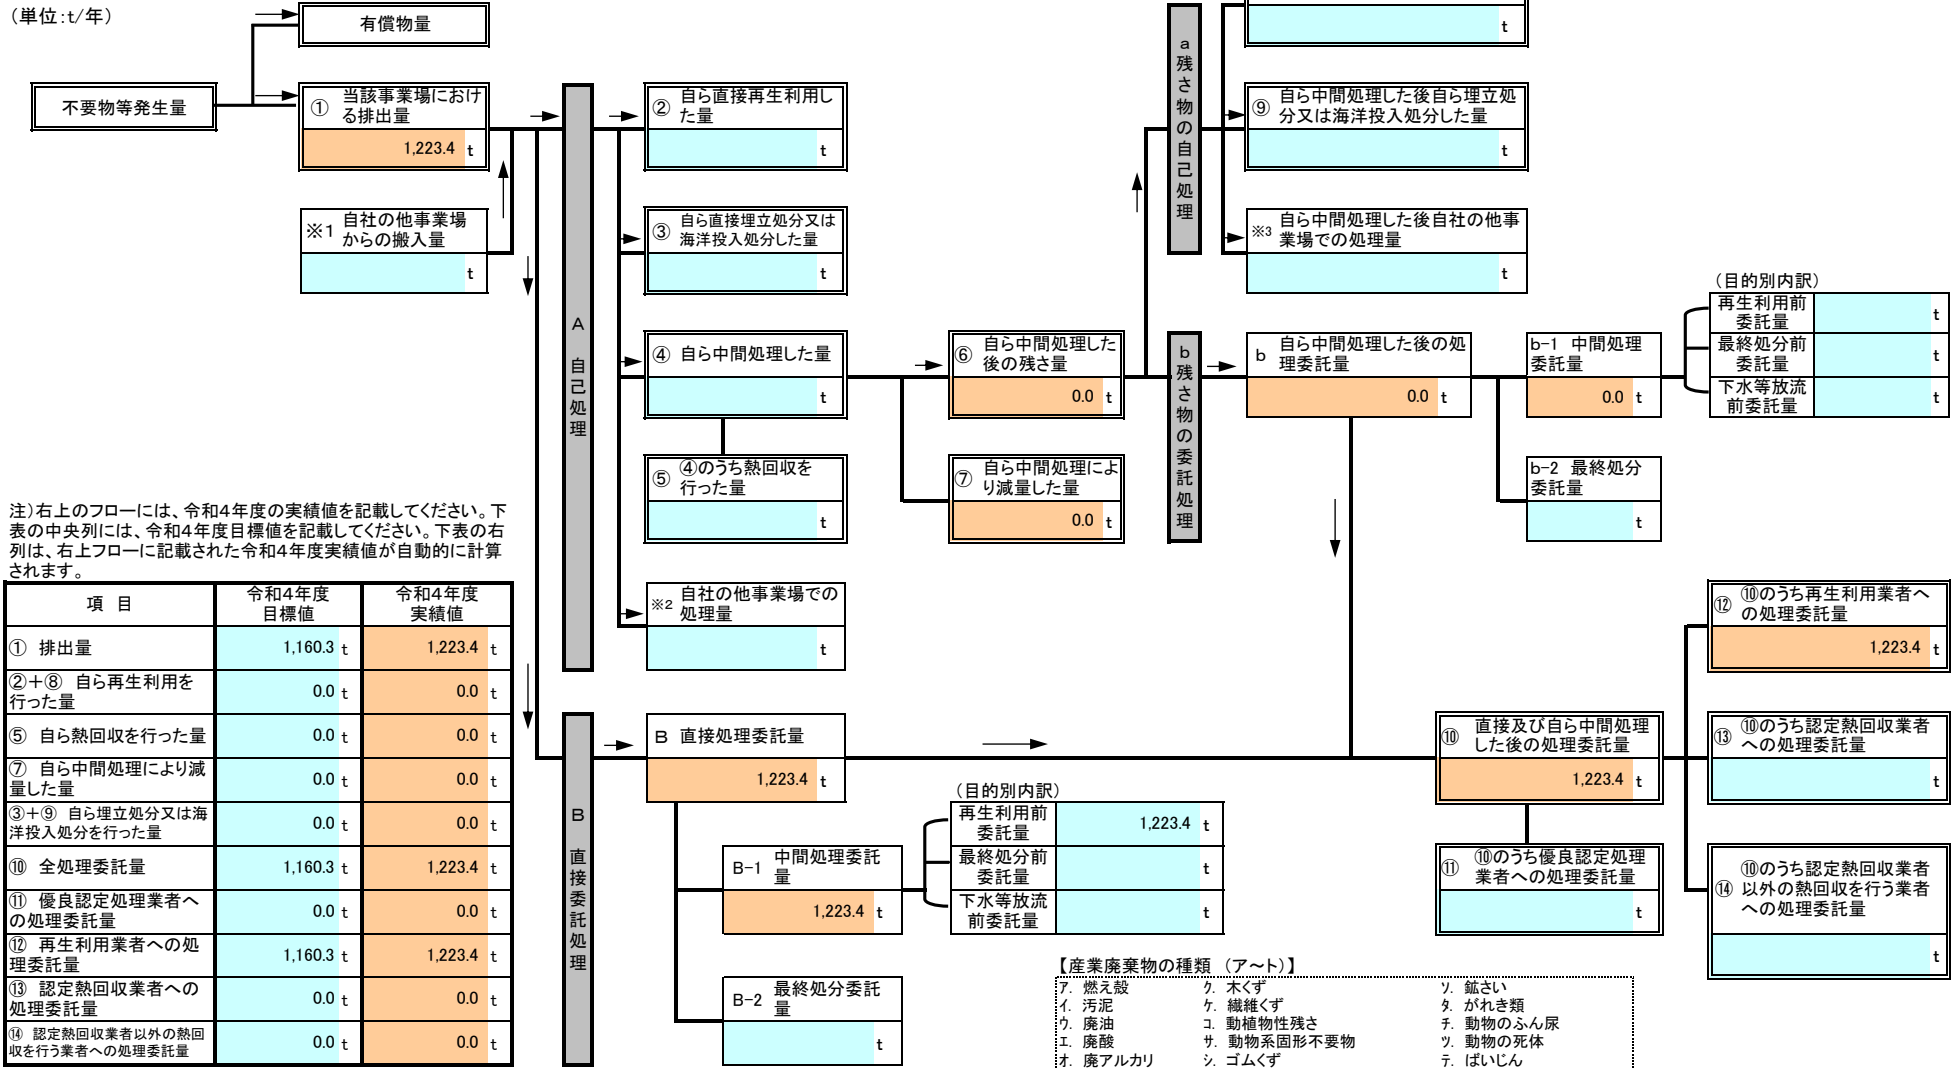 (単位:t/年)
有償物量
不要物等発生量
① 当該事業場におけ
る排出量
1,223.4 t
※1 自社の他事業場
からの搬入量
t
A 自己処理
② 自ら直接再生利用し
た量
t
③ 自ら直接埋立処分又は
海洋投入処分した量
t
④ 自ら中間処理した量
t
⑤ ④のうち熱回収を
行った量
t
※2 自社の他事業場での
処理量
t
⑥ 自ら中間処理した
後の残さ量
0.0 t
⑦ 自ら中間処理によ
り減量した量
0.0 t
a 残さ物の自己処理
t
⑨ 自ら中間処理した後自ら埋立処
分又は海洋投入処分した量
t
※3 自ら中間処理した後自社の他事
業場での処理量
t
b 残さ物の委託処理
b 自ら中間処理した後の処
理委託量
0.0 t
b-1 中間処理
委託量
0.0 t
b-2 最終処分
委託量
t
(目的別内訳)
再生利用前
委託量 t
最終処分前
委託量 t
下水等放流
前委託量 t
注)右上のフローには、令和4年度の実績値を記載してください。下
表の中央列には、令和4年度目標値を記載してください。下表の右
列は、右上フローに記載された令和4年度実績値が自動的に計算
されます。
項 目 令和4年度 目標値 令和4年度 実績値
① 排出量 1,160.3 t 1,223.4 t
②+⑧ 自ら再生利用を
行った量 0.0 t 0.0 t
⑤ 自ら熱回収を行った量 0.0 t 0.0 t
⑦ 自ら中間処理により減
量した量 0.0 t 0.0 t
③+⑨ 自ら埋立処分又は海
洋投入処分を行った量 0.0 t 0.0 t
⑩ 全処理委託量 1,160.3 t 1,223.4 t
⑪ 優良認定処理業者へ
の処理委託量 0.0 t 0.0 t
⑫ 再生利用業者への処
理委託量 1,160.3 t 1,223.4 t
⑬ 認定熱回収業者への
処理委託量 0.0 t 0.0 t
⑭ 認定熱回収業者以外の熱回
収を行う業者への処理委託量 0.0 t 0.0 t
B 直接委託処理
B 直接処理委託量
1,223.4 t
B-1 中間処理委託
量
1,223.4 t
B-2 最終処分委託
量
t
(目的別内訳)
再生利用前
委託量 1,223.4 t
最終処分前
委託量 t
下水等放流
前委託量 t
⑩ 直接及び自ら中間処理
した後の処理委託量
1,223.4 t
⑪ ⑩のうち優良認定処理
業者への処理委託量
t
⑫ ⑩のうち再生利用業者へ
の処理委託量
1,223.4 t
⑬ ⑩のうち認定熱回収業者
への処理委託量
t
⑭ ⑩のうち認定熱回収業者
以外の熱回収を行う業者
への処理委託量
t
【産業廃棄物の種類 (ア~ト)】
ア. 燃え殻 ク. 木くず ソ. 鉱さい
イ. 汚泥 ケ. 繊維くず タ. がれき類
ウ. 廃油 コ. 動植物性残さ チ. 動物のふん尿
エ. 廃酸 サ. 動物系固形不要物 ツ. 動物の死体
オ. 廃アルカリ シ. ゴムくず テ. ばいじん